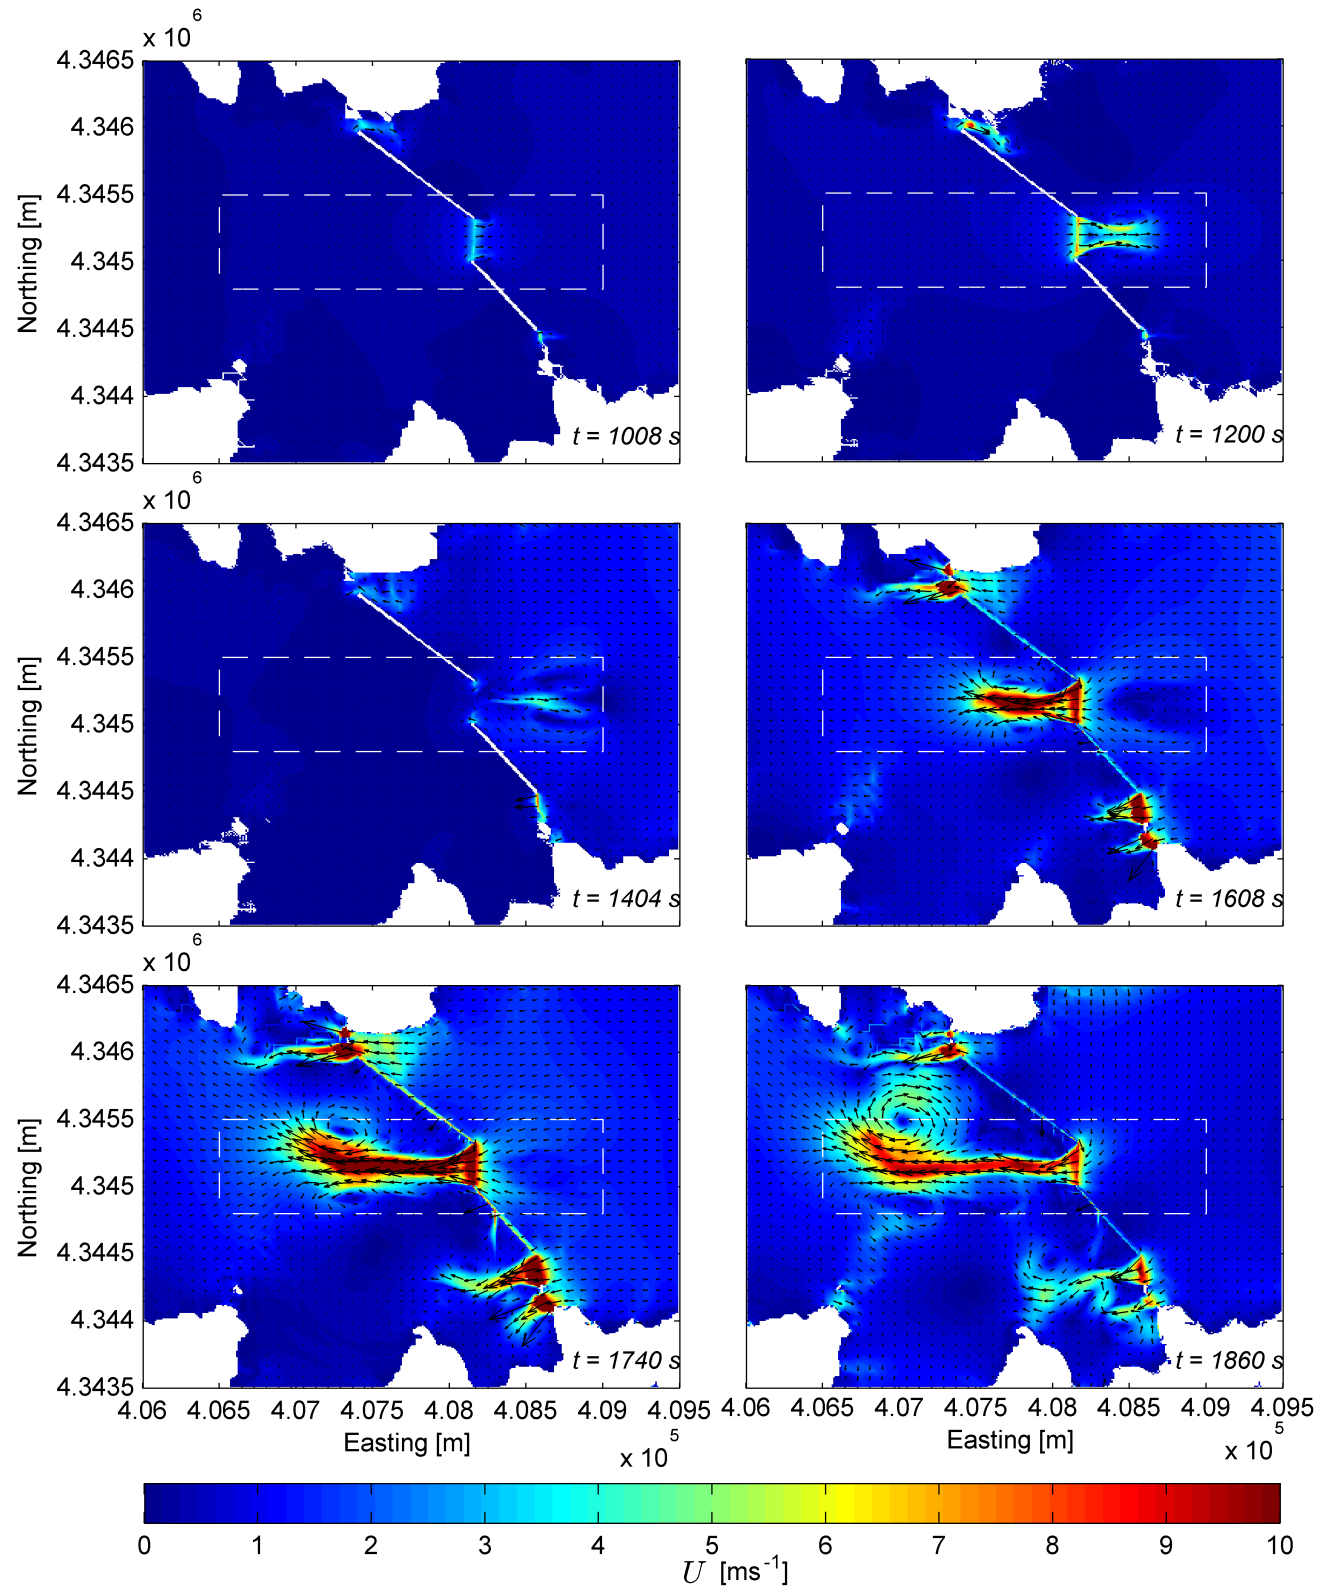 x 10^6
4.3465
4.346
4.3455
4.345
4.3445
4.344
4.3435
Northing [m]
t = 1008 s
t = 1200 s
x 10^6
4.3465
4.346
4.3455
4.345
4.3445
4.344
4.3435
Northing [m]
t = 1404 s
t = 1608 s
x 10^6
4.3465
4.346
4.3455
4.345
4.3445
4.344
4.3435
Northing [m]
t = 1740 s
t = 1860 s
4.06 4.065 4.07 4.075 4.08 4.085 4.09 4.095
Easting [m]
x 10^5
4.06 4.065 4.07 4.075 4.08 4.085 4.09 4.095
Easting [m]
x 10^5
0 1 2 3 4 5 6 7 8 9 10
U [ms^-1]